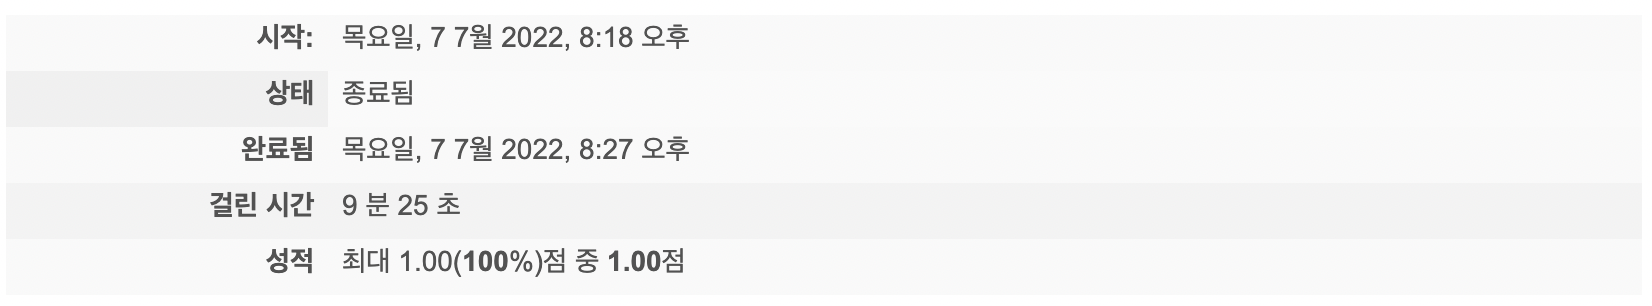 시작: 목요일, 7 7월 2022, 8:18 오후
상태 종료됨
완료됨 목요일, 7 7월 2022, 8:27 오후
걸린 시간 9 분 25 초
성적 최대 1.00(100%)점 중 1.00점